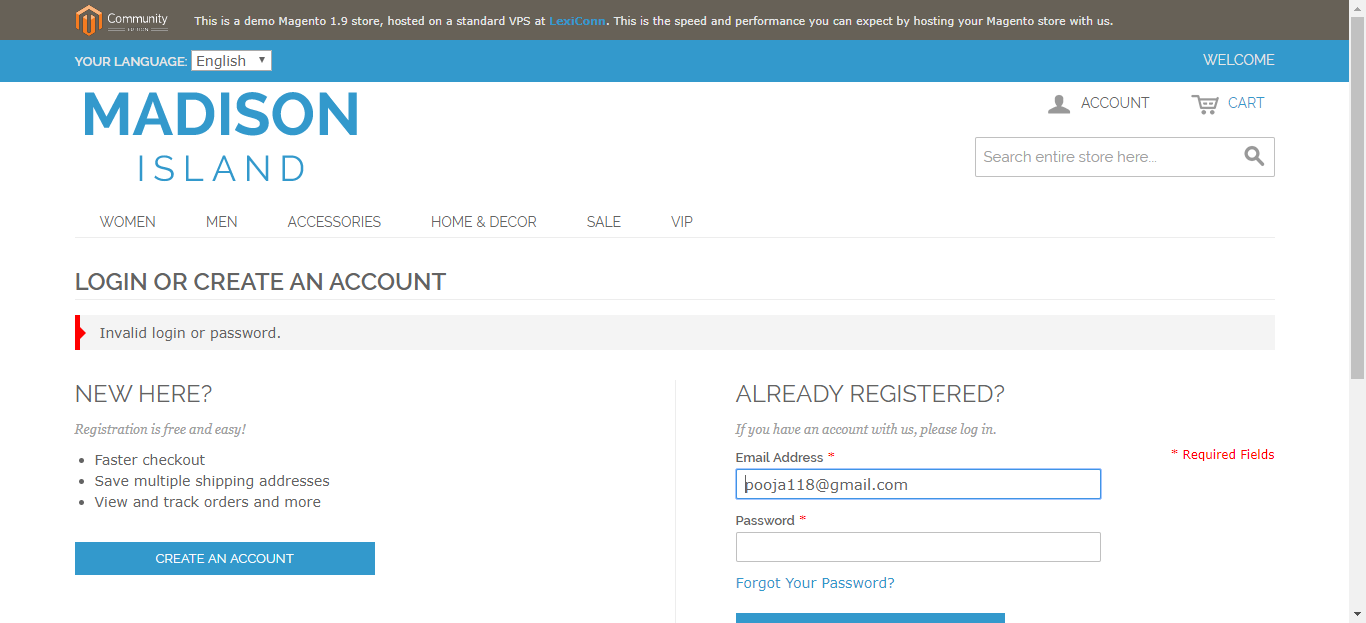 Community
This is a demo Magento 1.9 store, hosted on a standard VPS at LexiConn. This is the speed and performance you can expect by hosting your Magento store with us.
YOUR LANGUAGE: English
WELCOME
MADISON
ISLAND
ACCOUNT
CART
Search entire store here...
WOMEN MEN ACCESSORIES HOME & DECOR SALE VIP
LOGIN OR CREATE AN ACCOUNT
Invalid login or password.
NEW HERE?
Registration is free and easy!
• Faster checkout
• Save multiple shipping addresses
• View and track orders and more
CREATE AN ACCOUNT
ALREADY REGISTERED?
If you have an account with us, please log in.
* Required Fields
Email Address *
pooja118@gmail.com
Password *
Forgot Your Password?